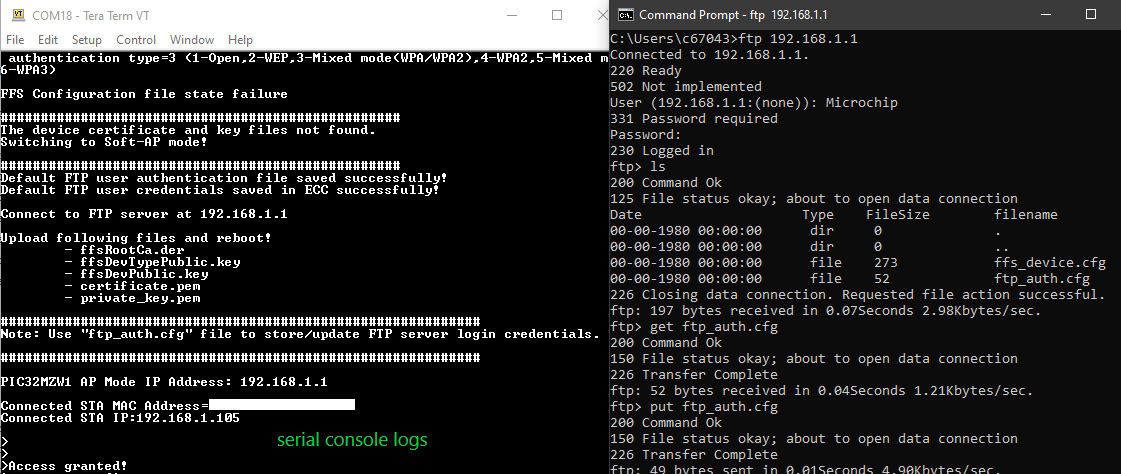 COM18 - Tera Term VT
File Edit Setup Control Window Help
authentication type=3 (1-Open,2-WEP,3-Mixed mode(WPA/WPA2),4-WPA2,5-Mixed m
6-WPA3)
FFS Configuration file state failure
##################################################
The device certificate and key files not found.
Switching to Soft-AP mode!
##################################################
Default FTP user authentication file saved successfully!
Default FTP user credentials saved in ECC successfully!
Connect to FTP server at 192.168.1.1
Upload following files and reboot!
- ffsRootCa.der
- ffsDevTypePublic.key
- ffsDevPublic.key
- certificate.pem
- private_key.pem
############################################################
Note: Use "ftp_auth.cfg" file to store/update FTP server login credentials.
############################################################
PIC32MZW1 AP Mode IP Address: 192.168.1.1
Connected STA MAC Address=
Connected STA IP:192.168.1.105
>
>
>Access granted!
serial console logs
Command Prompt - ftp 192.168.1.1
C:\Users\c67043>ftp 192.168.1.1
Connected to 192.168.1.1.
220 Ready
502 Not implemented
User (192.168.1.1:(none)): Microchip
331 Password required
Password:
230 Logged in
ftp> ls
200 Command Ok
125 File status okay; about to open data connection
Date Type FileSize filename
00-00-1980 00:00:00 dir 0 .
00-00-1980 00:00:00 dir 0 ..
00-00-1980 00:00:00 file 273 ffs_device.cfg
00-00-1980 00:00:00 file 52 ftp_auth.cfg
226 Closing data connection. Requested file action successful.
ftp: 197 bytes received in 0.07Seconds 2.98Kbytes/sec.
ftp> get ftp_auth.cfg
200 Command Ok
150 File status okay; about to open data connection
226 Transfer Complete
ftp: 52 bytes received in 0.04Seconds 1.21Kbytes/sec.
ftp> put ftp_auth.cfg
200 Command Ok
150 File status okay; about to open data connection
226 Transfer Complete
ftp: 49 bytes sent in 0.01Seconds 4.90Kbytes/sec.